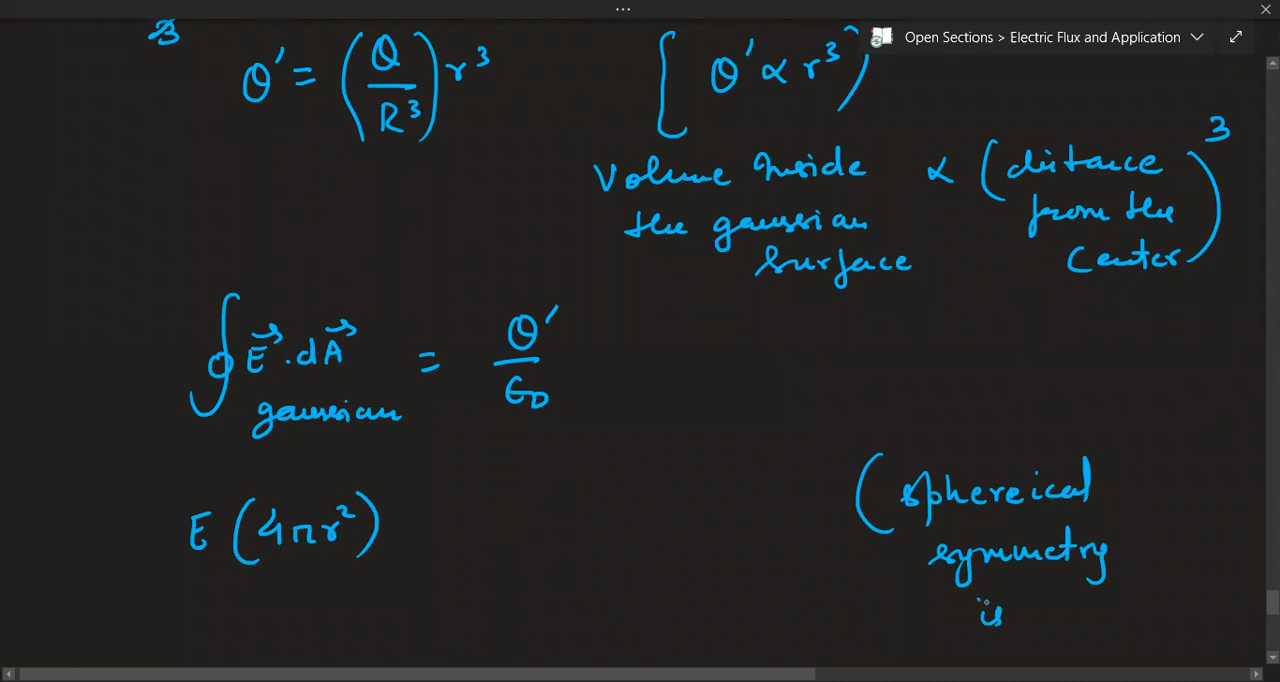 ...
Open Sections > Electric Flux and Application
3
Q' = (Q/R³) r³ [Q' ∝ r³)
Volume inside ∝ (distance
the gaussian from the
surface center)³
∮ E⃗ . dA⃗ = Q'/ϵ₀
gaussian
E (4πr²) (sphereical
symmetry
is